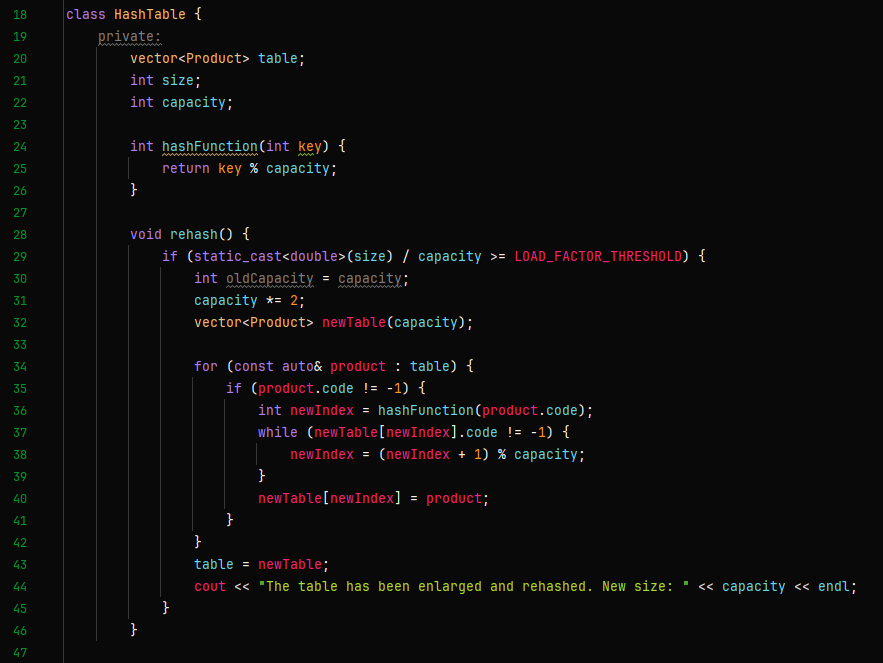 18 class HashTable {
19     private:
20         vector<Product> table;
21         int size;
22         int capacity;
23
24         int hashFunction(int key) {
25             return key % capacity;
26         }
27
28         void rehash() {
29             if (static_cast<double>(size) / capacity >= LOAD_FACTOR_THRESHOLD) {
30                 int oldCapacity = capacity;
31                 capacity *= 2;
32                 vector<Product> newTable(capacity);
33
34                 for (const auto& product : table) {
35                     if (product.code != -1) {
36                         int newIndex = hashFunction(product.code);
37                         while (newTable[newIndex].code != -1) {
38                             newIndex = (newIndex + 1) % capacity;
39                         }
40                         newTable[newIndex] = product;
41                     }
42                 }
43                 table = newTable;
44                 cout << "The table has been enlarged and rehashed. New size: " << capacity << endl;
45             }
46         }
47